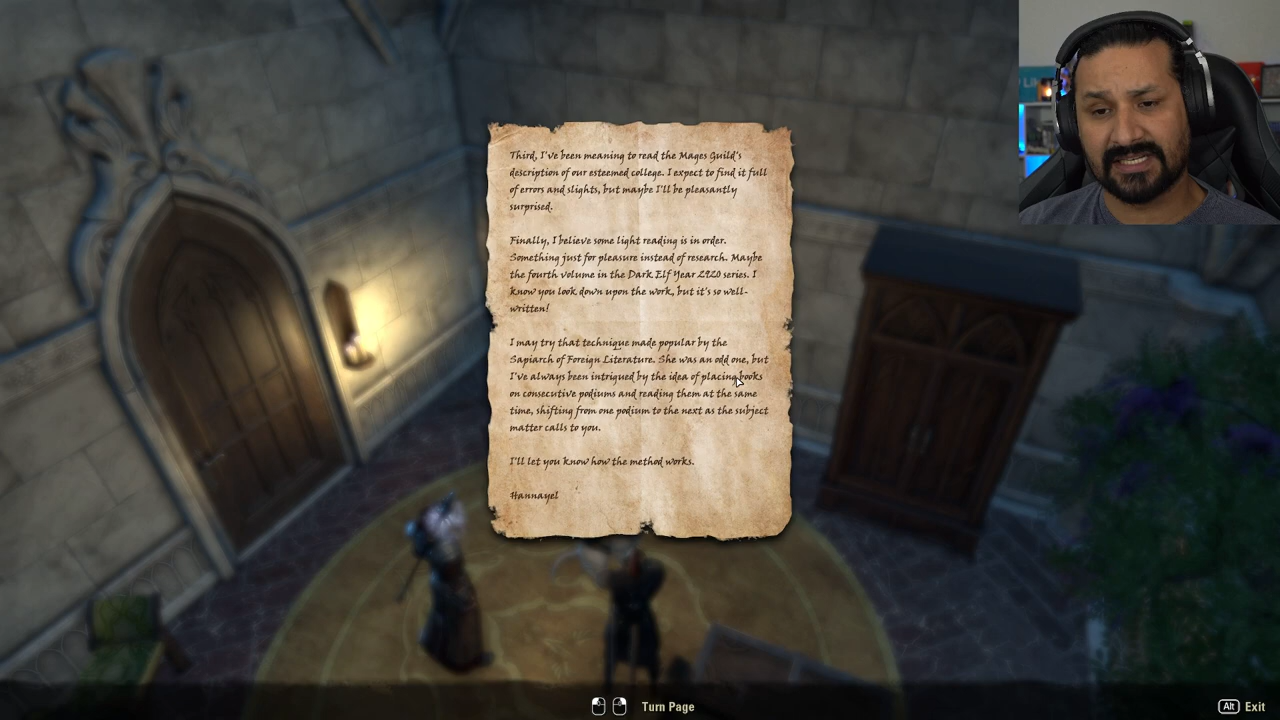 Third, I've been meaning to read the Mages Guild's
description of our esteemed college. I expect to find it full
of errors and slights, but maybe I'll be pleasantly
surprised.
Finally, I believe some light reading is in order.
Something just for pleasure instead of research. Maybe
the fourth volume in the Dark Elf Year 2920 series. I
know you look down upon the work, but it's so well-
written!
I may try that technique made popular by the
Sapiarch of Foreign Literature. She was an odd one, but
I've always been intrigued by the idea of placing books
on consecutive podiums and reading them at the same
time, shifting from one podium to the next as the subject
matter calls to you.
I'll let you know how the method works.
Hannayel
Turn Page
Alt Exit